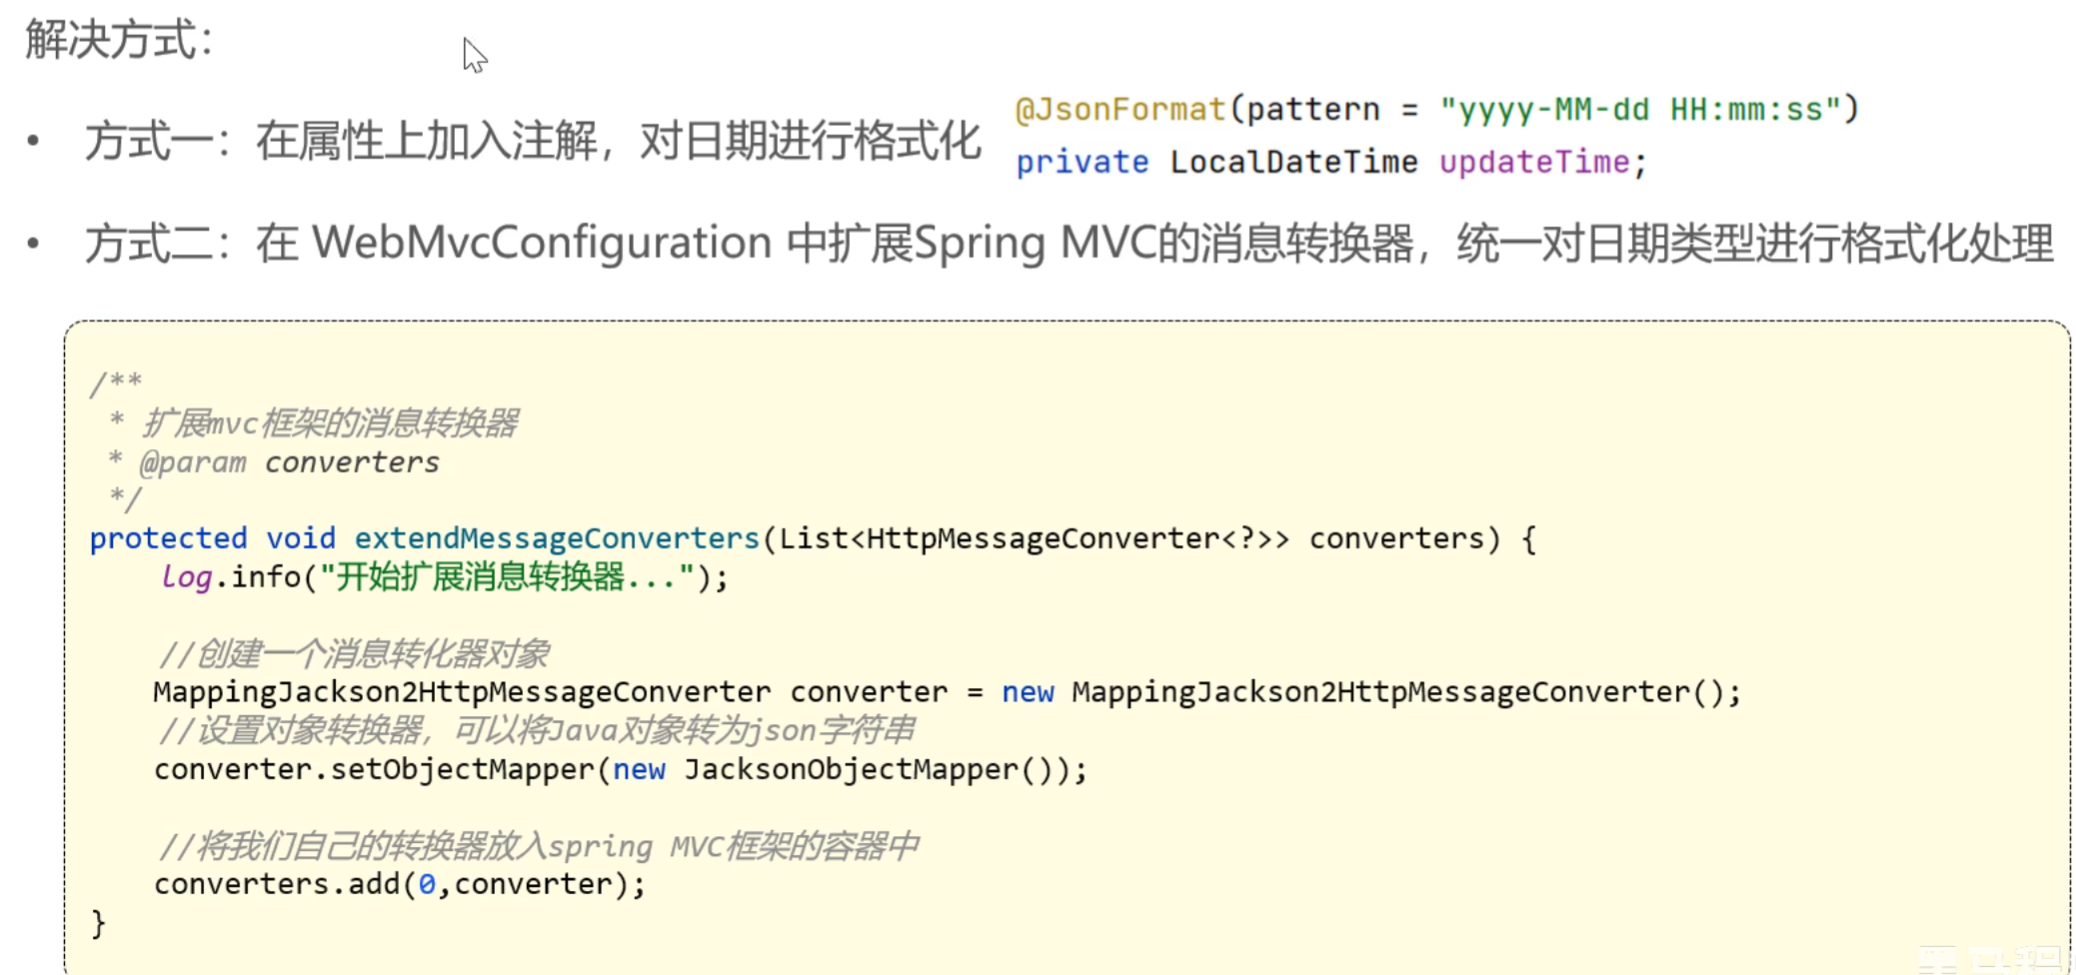 解决方式：
• 方式一：在属性上加入注解，对日期进行格式化
@JsonFormat(pattern = "yyyy-MM-dd HH:mm:ss")
private LocalDateTime updateTime;
• 方式二：在 WebMvcConfiguration 中扩展Spring MVC的消息转换器，统一对日期类型进行格式化处理
/**
* 扩展mvc框架的消息转换器
* @param converters
*/
protected void extendMessageConverters(List<HttpMessageConverter<?>> converters) {
log.info("开始扩展消息转换器...");
//创建一个消息转化器对象
MappingJackson2HttpMessageConverter converter = new MappingJackson2HttpMessageConverter();
//设置对象转换器，可以将Java对象转为json字符串
converter.setObjectMapper(new JacksonObjectMapper());
//将我们自己的转换器放入spring MVC框架的容器中
converters.add(0,converter);
}